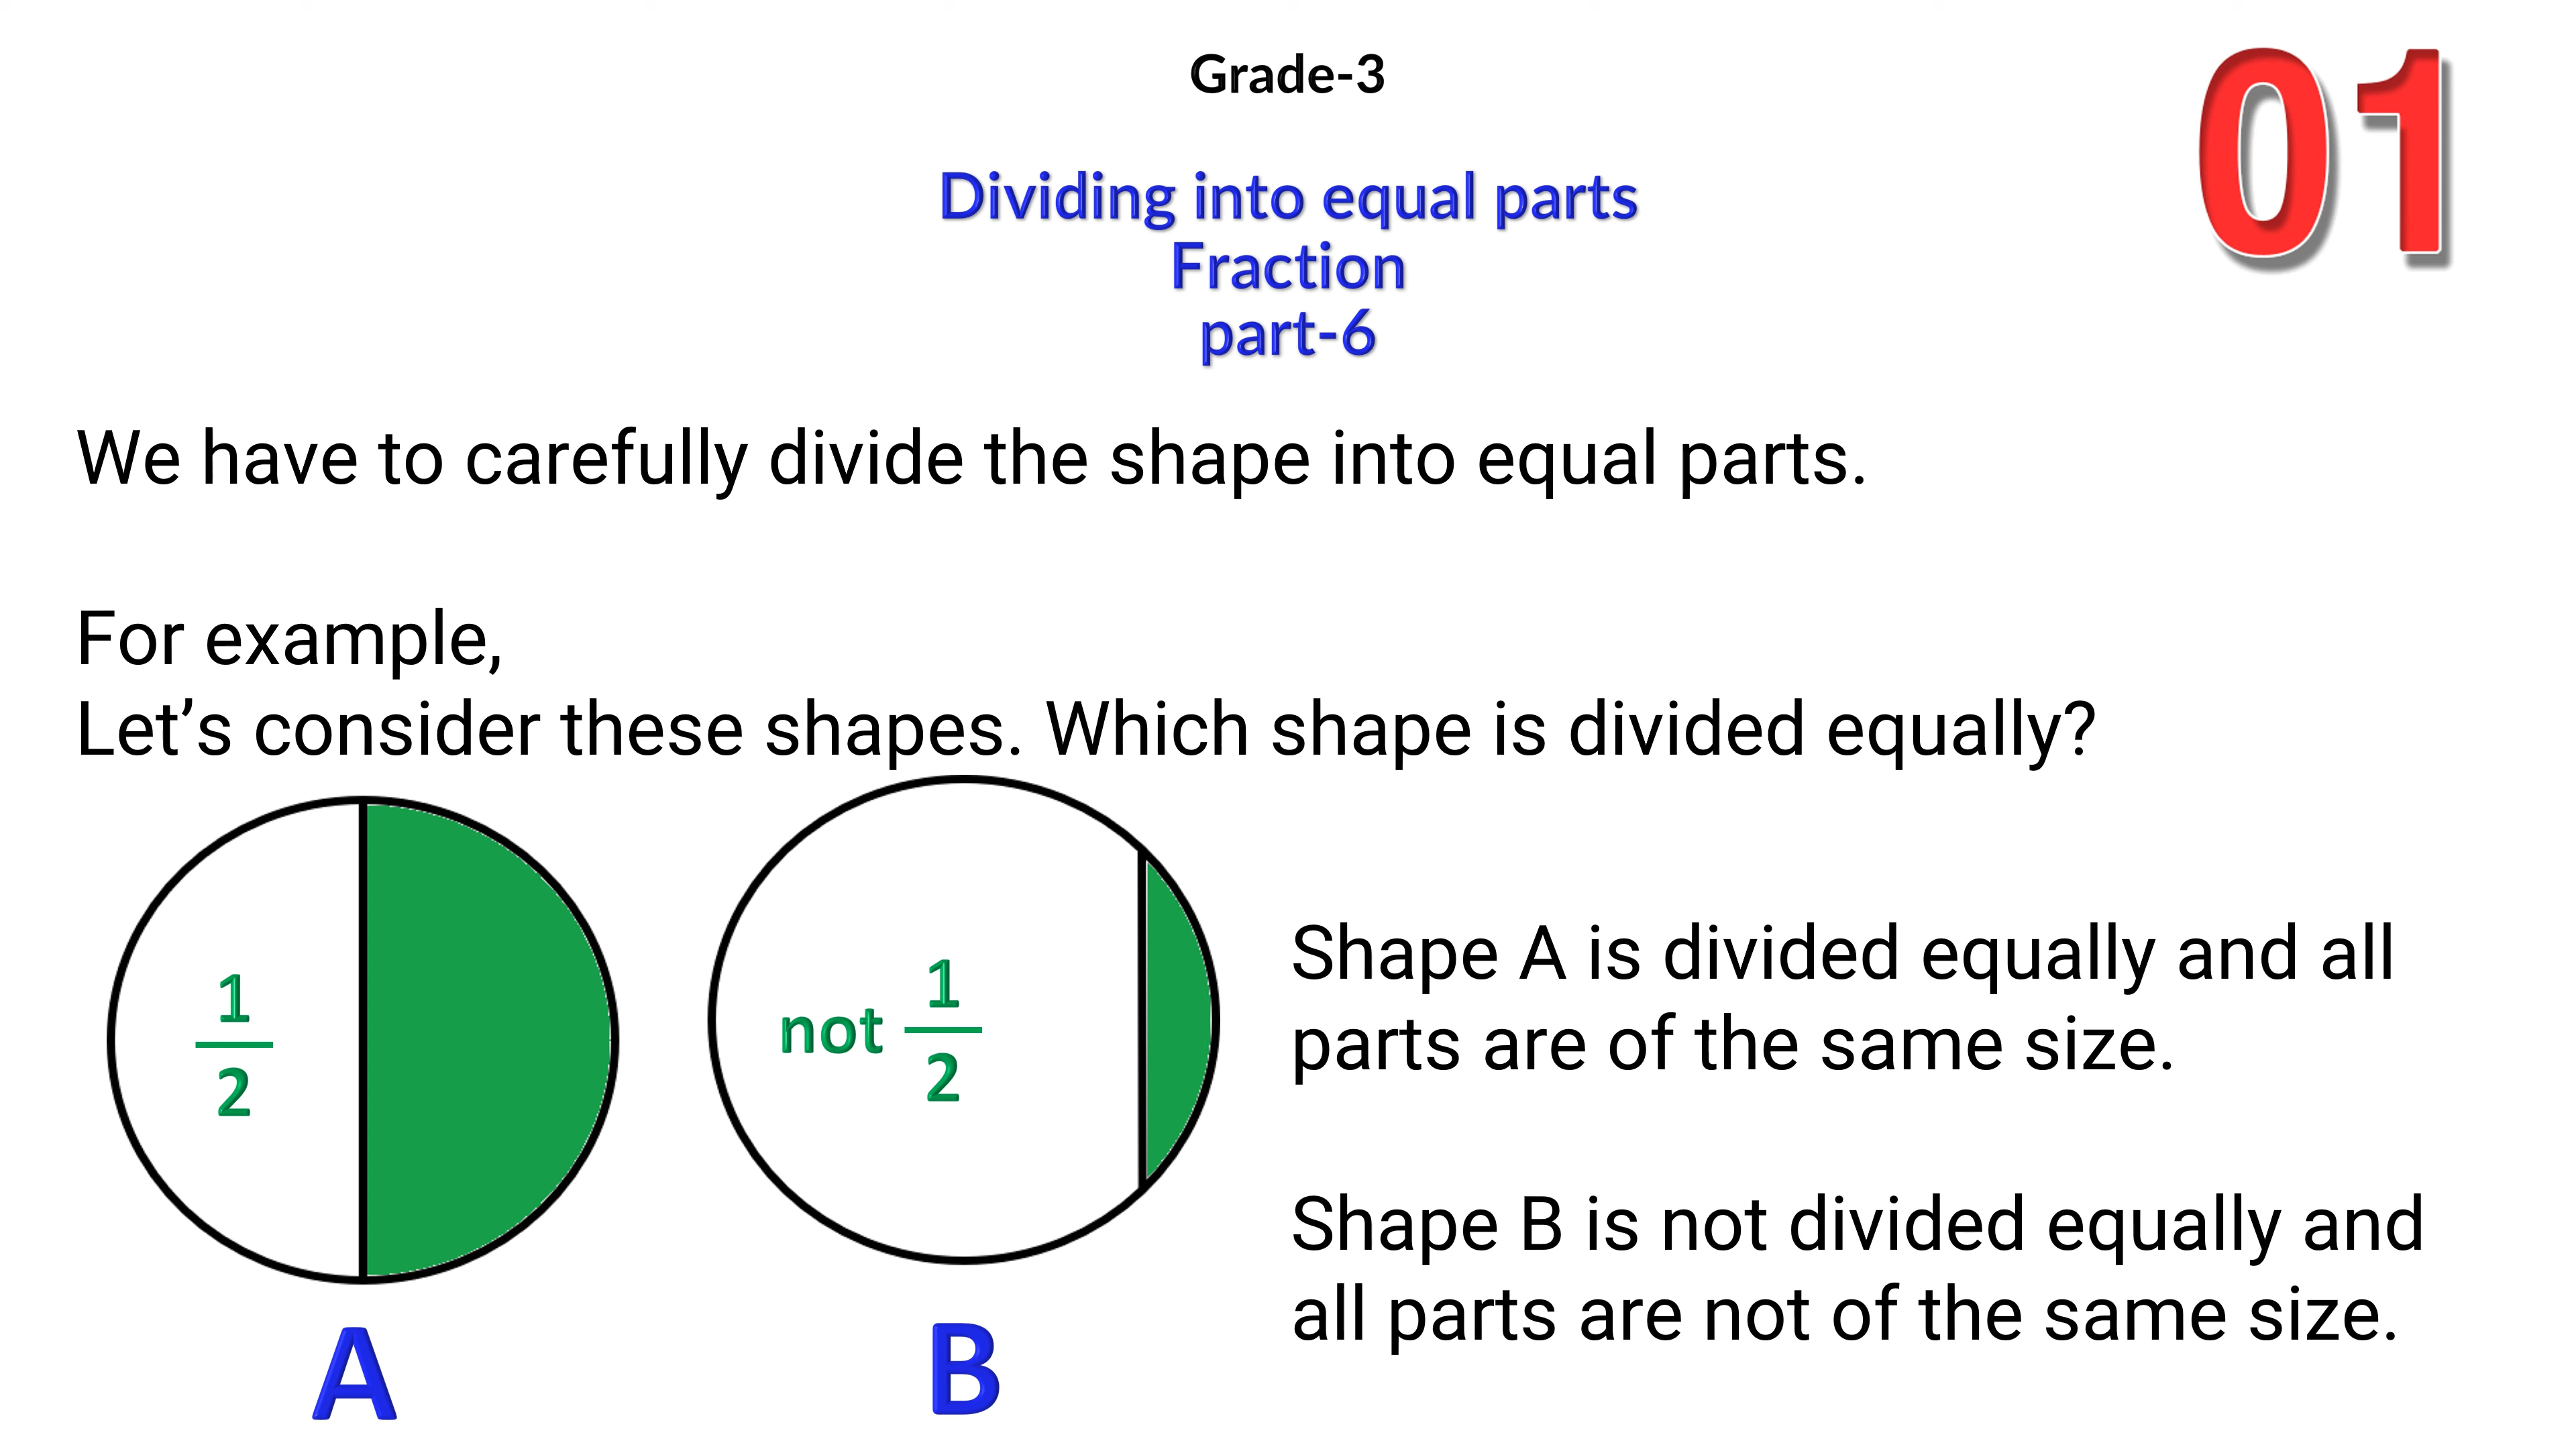 Grade-3
01
Dividing into equal parts
Fraction
part-6
We have to carefully divide the shape into equal parts.
For example,
Let’s consider these shapes. Which shape is divided equally?
1
2
not 1
2
Shape A is divided equally and all
parts are of the same size.
Shape B is not divided equally and
all parts are not of the same size.
A
B